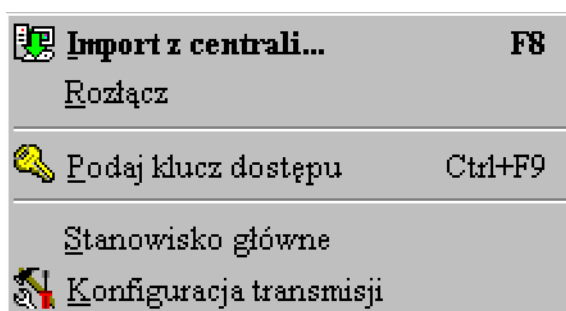 Import z centrali... F8
Rozłącz
Podaj klucz dostępu Ctrl+F9
Stanowisko główne
Konfiguracja transmisji